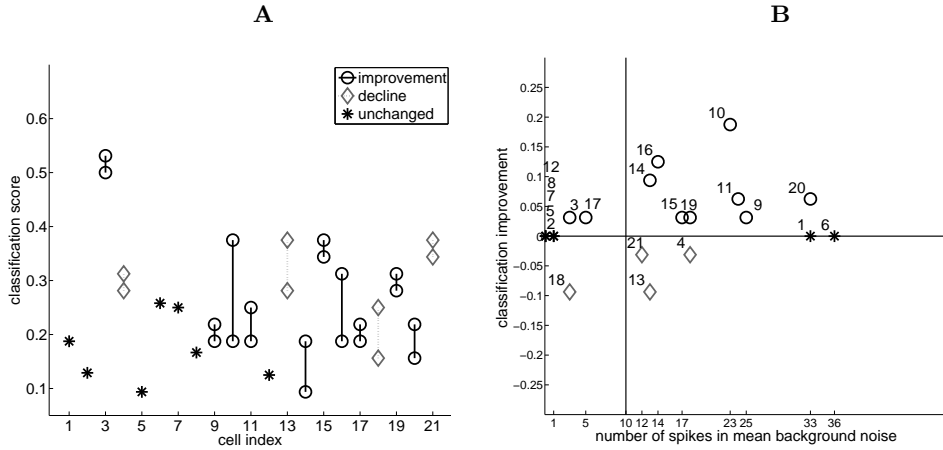 A
B
improvement
decline
unchanged
0.6
0.5
0.4
0.3
0.2
0.1
classification score
1 3 5 7 9 11 13 15 17 19 21
cell index
0.25
0.2
0.15
0.1
0.05
0
−0.05
−0.1
−0.15
−0.2
−0.25
classification improvement
10
16
14
12
8
7
5
2
3 17
15 19
11 9
20
1 6
21 4
18 13
1 5 10 12 14 17 23 25 33 36
number of spikes in mean background noise